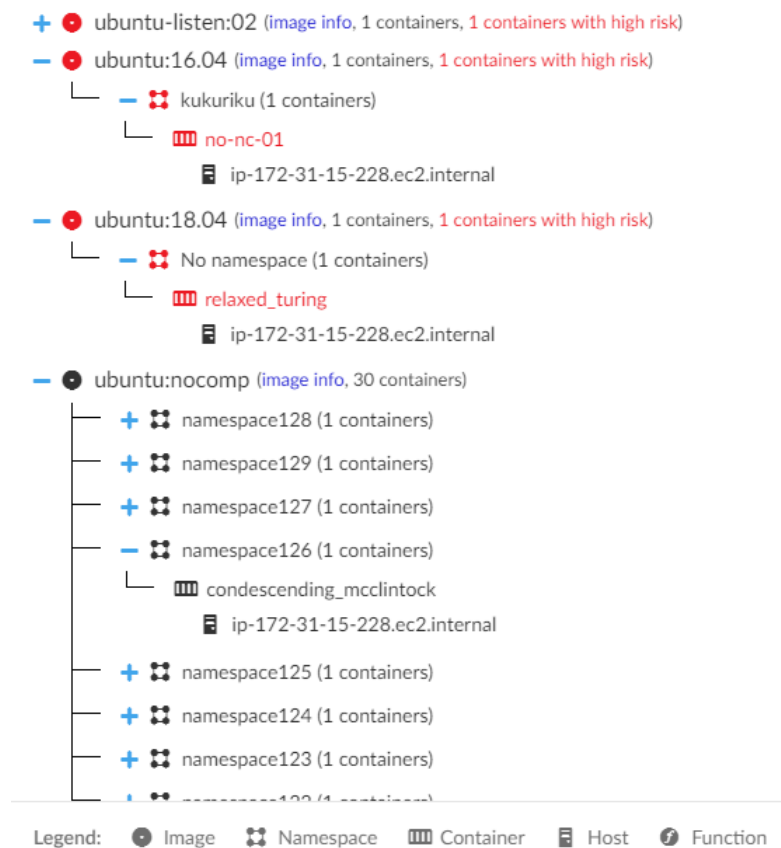 ubuntu-listen:02 (image info, 1 containers, 1 containers with high risk)
ubuntu:16.04 (image info, 1 containers, 1 containers with high risk)
kukuriku (1 containers)
no-nc-01
ip-172-31-15-228.ec2.internal
ubuntu:18.04 (image info, 1 containers, 1 containers with high risk)
No namespace (1 containers)
relaxed_turing
ip-172-31-15-228.ec2.internal
ubuntu:nocomp (image info, 30 containers)
namespace128 (1 containers)
namespace129 (1 containers)
namespace127 (1 containers)
namespace126 (1 containers)
condescending_mcclintock
ip-172-31-15-228.ec2.internal
namespace125 (1 containers)
namespace124 (1 containers)
namespace123 (1 containers)
Legend: Image Namespace Container Host Function